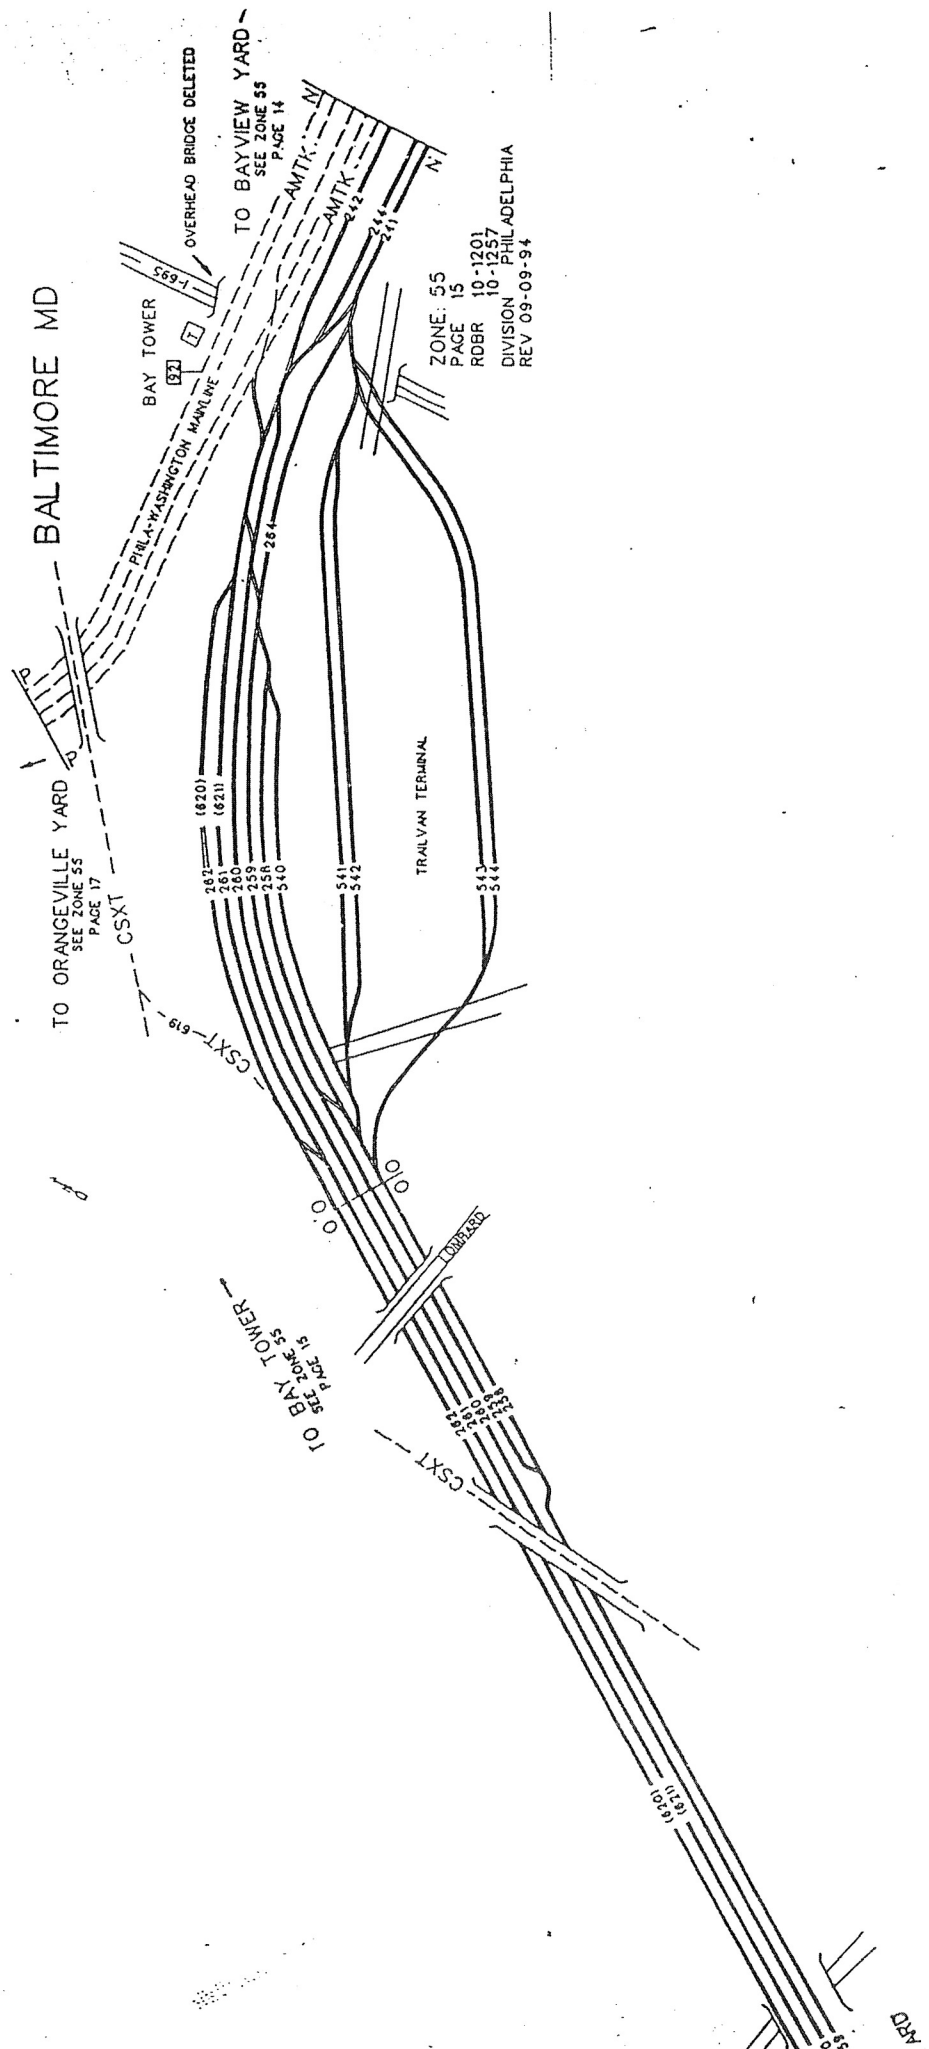 BALTIMORE MD
OVERHEAD BRIDGE DELETED
TO BAYVIEW YARD
SEE ZONE 55
PAGE 14
AMTK
AMTK
N
N
242
244
241
I-695
BAY TOWER
92
T
PHILA-WASHINGTON MAINLINE
ZONE: 55
PAGE 15
RDBR 10-1201
10-1257
DIVISION PHILADELPHIA
REV 09-09-94
264
P
P
TO ORANGEVILLE YARD
SEE ZONE 55
PAGE 17
CSXT
(620)
(621)
262
261
260
259
258
540
541
542
TRAILVAN TERMINAL
543
544
CSXT-619
O
O
O
O
LOMBARD
TO BAY TOWER
SEE ZONE 55
PAGE 15
262
261
260
259
258
CSXT
(620)
(621)
ARD